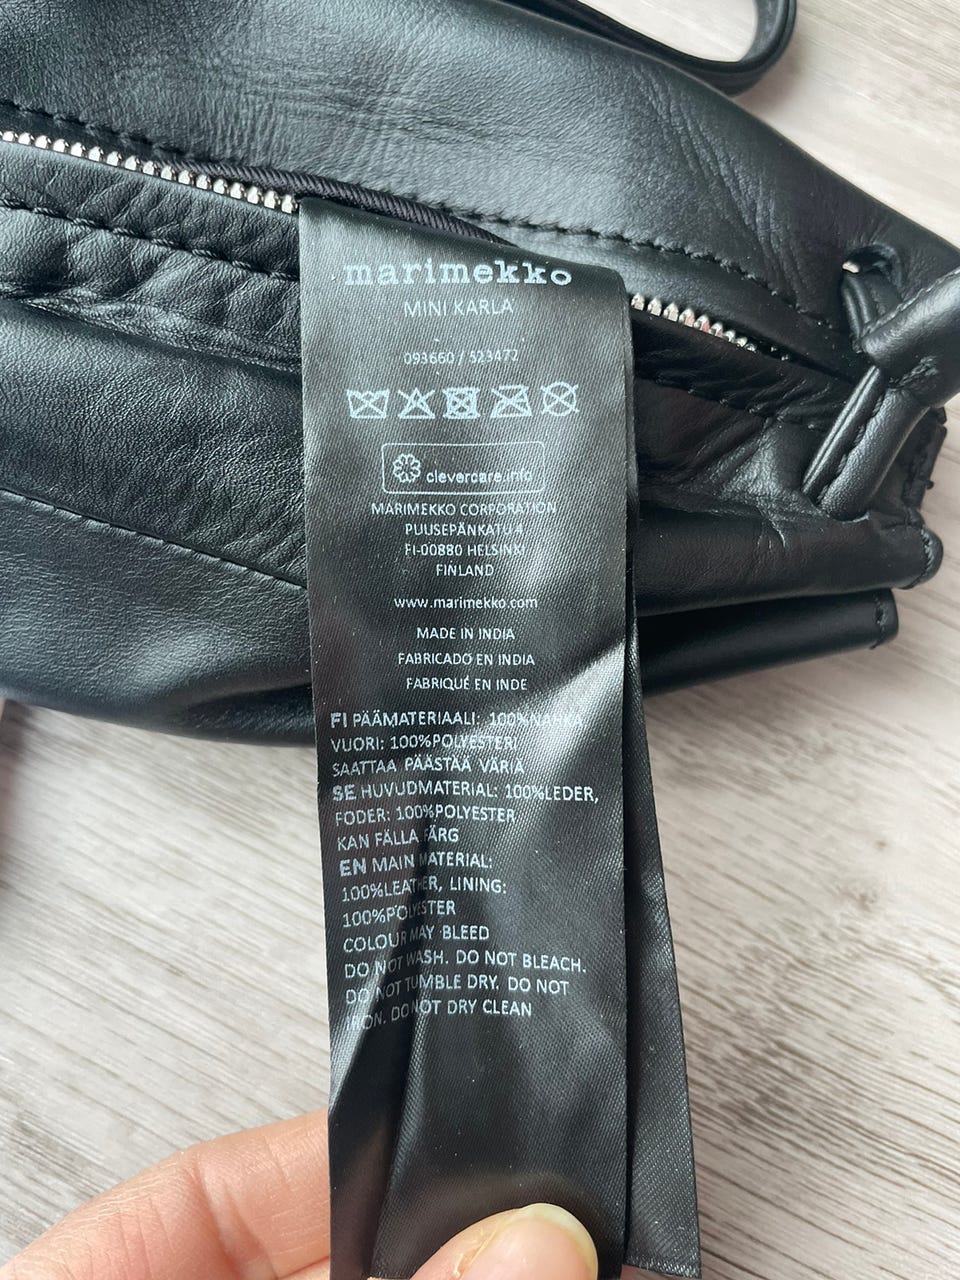 marimekko
MINI KARLA
093660 / 523472
clevercare.info
MARIMEKKO CORPORATION
PUUSEPÄNKATU 4
FI-00880 HELSINKI
FINLAND
www.marimekko.com
MADE IN INDIA
FABRICADO EN INDIA
FABRIQUÉ EN INDE
FI PÄÄMATERIAALI: 100%NAHKA
VUORI: 100%POLYESTERI
SAATTAA PÄÄSTÄÄ VÄRIÄ
SE HUVUDMATERIAL: 100%LEDER,
FODER: 100%POLYESTER
KAN FÄLLA FÄRG
EN MAIN MATERIAL:
100%LEATHER, LINING:
100%POLYESTER
COLOUR MAY BLEED
DO NOT WASH. DO NOT BLEACH.
DO NOT TUMBLE DRY. DO NOT
IRON. DO NOT DRY CLEAN